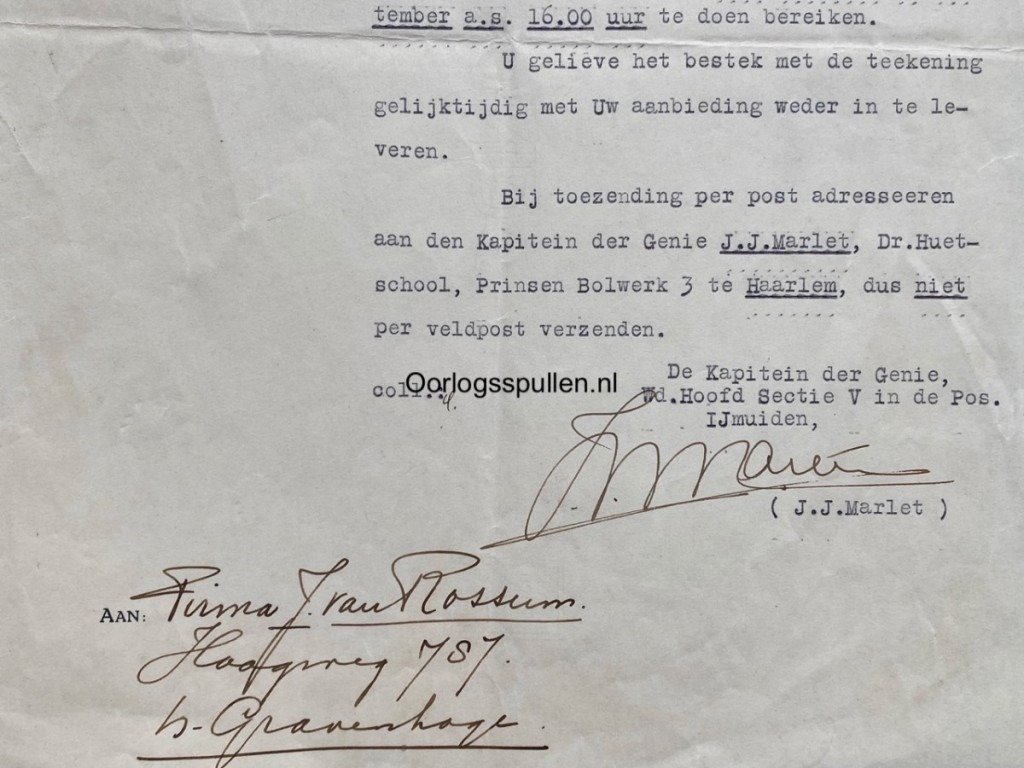 tember a.s. 16.00 uur te doen bereiken.
U gelieve het bestek met de teekening
gelijktijdig met Uw aanbieding weder in te le-
veren.
Bij toezending per post adresseeren
aan den Kapitein der Genie J.J.Marlet, Dr.Huet-
school, Prinsen Bolwerk 3 te Haarlem, dus niet
per veldpost verzenden.
coll..
Oorlogsspullen.nl
De Kapitein der Genie,
Wd.Hoofd Sectie V in de Pos.
IJmuiden,
( J.J.Marlet )
AAN: Firma J. van Rossum.
Haagweg 787.
's-Gravenhage.